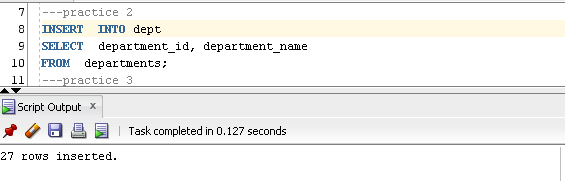 7 ---practice 2
8 INSERT INTO dept
9 SELECT department_id, department_name
10 FROM departments;
11 ---practice 3
Script Output x
Task completed in 0.127 seconds
27 rows inserted.